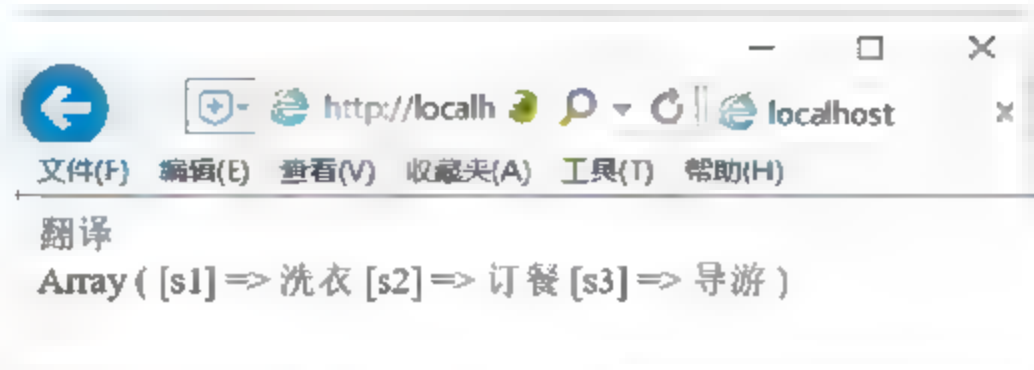 http://localh localhost
文件(F) 编辑(E) 查看(V) 收藏夹(A) 工具(T) 帮助(H)
翻译
Array ( [s1] => 洗衣 [s2] => 订餐 [s3] => 导游 )